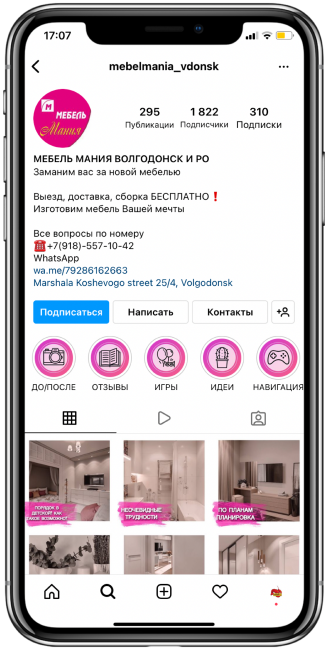 17:07
mebelmania_vdonsk
М МЕБЕЛЬ
Мания
295
1 822
310
Публикации
Подписчики
Подписки
МЕБЕЛЬ МАНИЯ ВОЛГОДОНСК И РО
Заманим вас за новой мебелью
Выезд, доставка, сборка БЕСПЛАТНО❗
Изготовим мебель Вашей мечты
Все вопросы по номеру
☎️+7(918)-557-10-42
WhatsApp
wa.me/79286162663
Marshala Koshevogo street 25/4, Volgodonsk
Подписаться
Написать
Контакты
ДО/ПОСЛЕ
ОТЗЫВЫ
ИГРЫ
ИДЕИ
НАВИГАЦИЯ
ПОРЯДОК В
ДЕТСКОЙ? КАК
ТАКОЕ ВОЗМОЖНО?
НЕОЧЕВИДНЫЕ
ТРУДНОСТИ
ПО ПЛАНАМ
ПЛАНИРОВКА